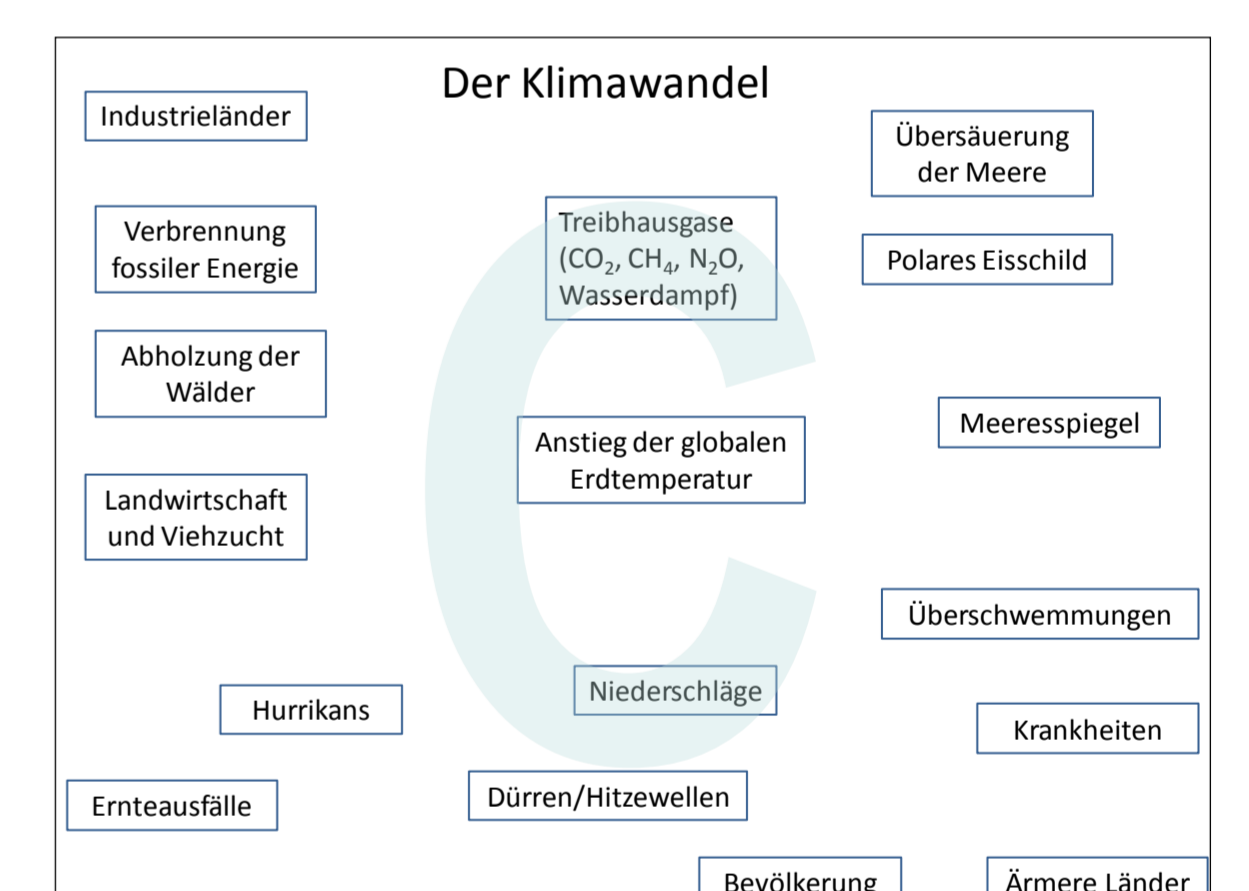 Der Klimawandel
Industrieländer
Übersäuerung
der Meere
Verbrennung
fossiler Energie
Treibhausgase
(CO₂, CH₄, N₂O,
Wasserdampf)
Polares Eisschild
Abholzung der
Wälder
Anstieg der globalen
Erdtemperatur
Meeresspiegel
Landwirtschaft
und Viehzucht
Überschwemmungen
Niederschläge
Hurrikans
Krankheiten
Dürren/Hitzewellen
Ernteausfälle
Bevölkerung
Ärmere Länder
C